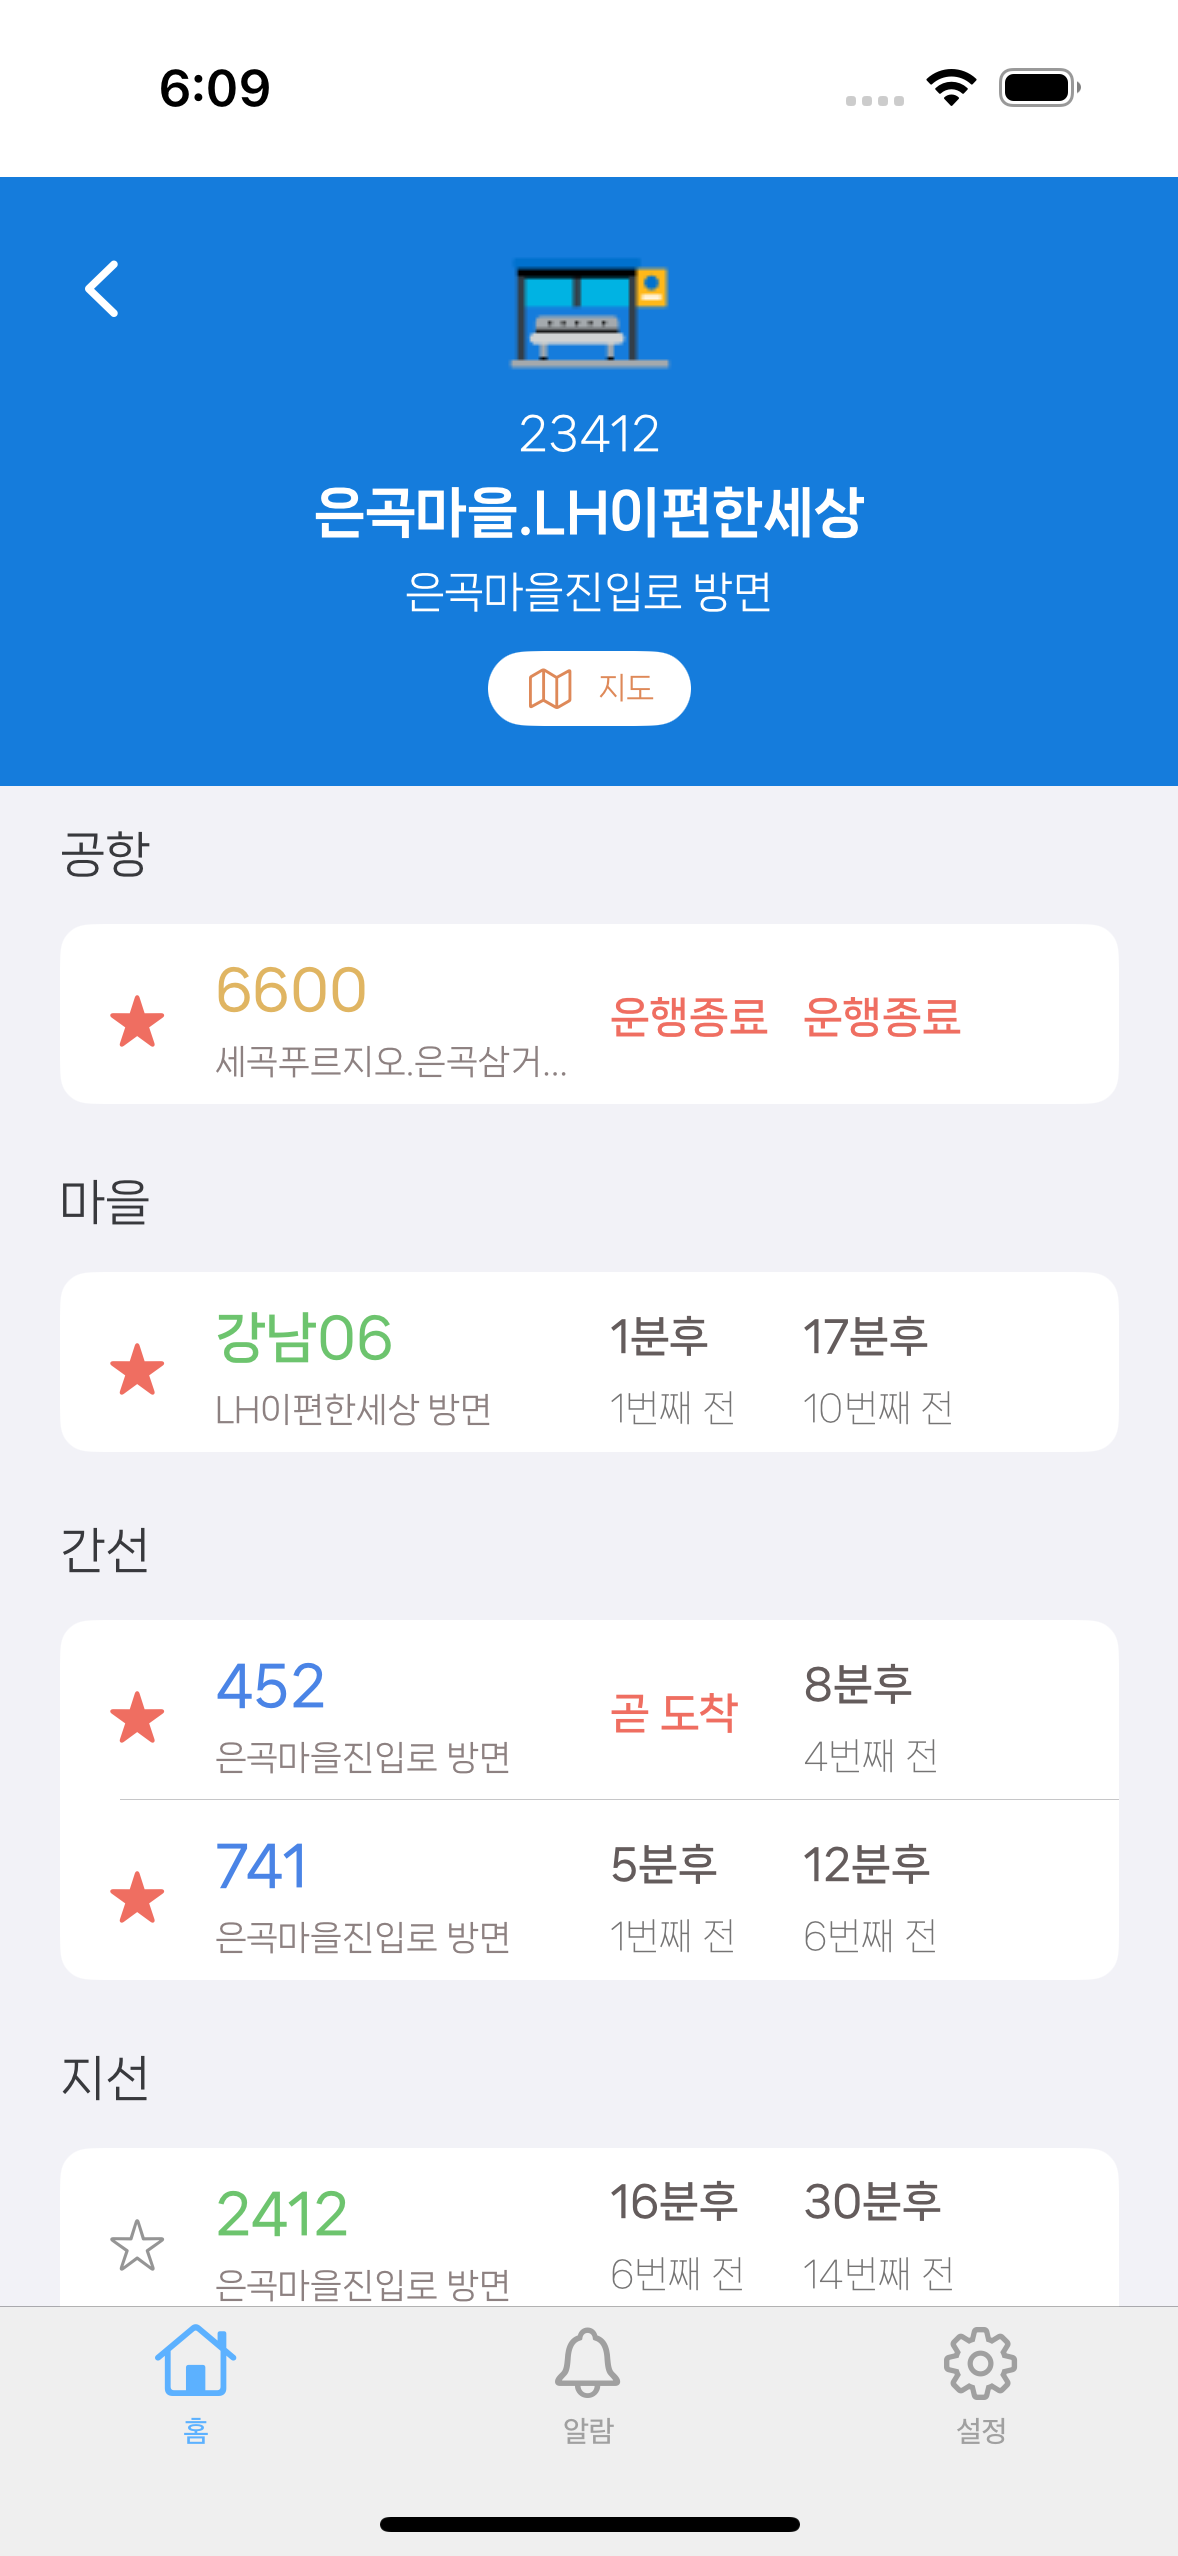 6:09
23412
은곡마을.LH이편한세상
은곡마을진입로 방면
지도
공항
6600 운행종료 운행종료
세곡푸르지오.은곡삼거...
마을
강남06 1분후 17분후
LH이편한세상 방면 1번째 전 10번째 전
간선
452 곧 도착 8분후
은곡마을진입로 방면 4번째 전
741 5분후 12분후
은곡마을진입로 방면 1번째 전 6번째 전
지선
2412 16분후 30분후
은곡마을진입로 방면 6번째 전 14번째 전
홈 알람 설정